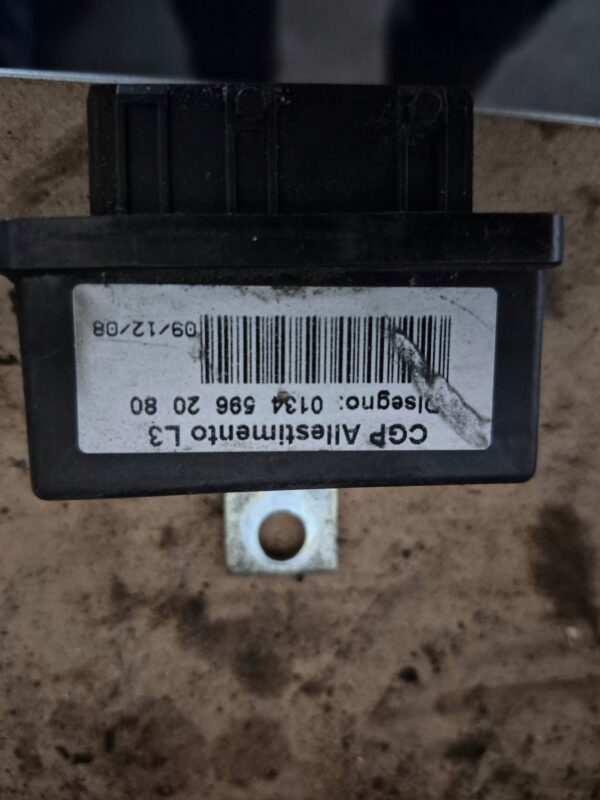 CGP Allestimento L3
Disegno: 0134 596 20 80
09/12/08